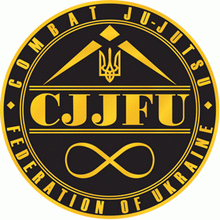 COMBAT JU-JUTSU
CJJFU
FEDERATION OF UKRAINE